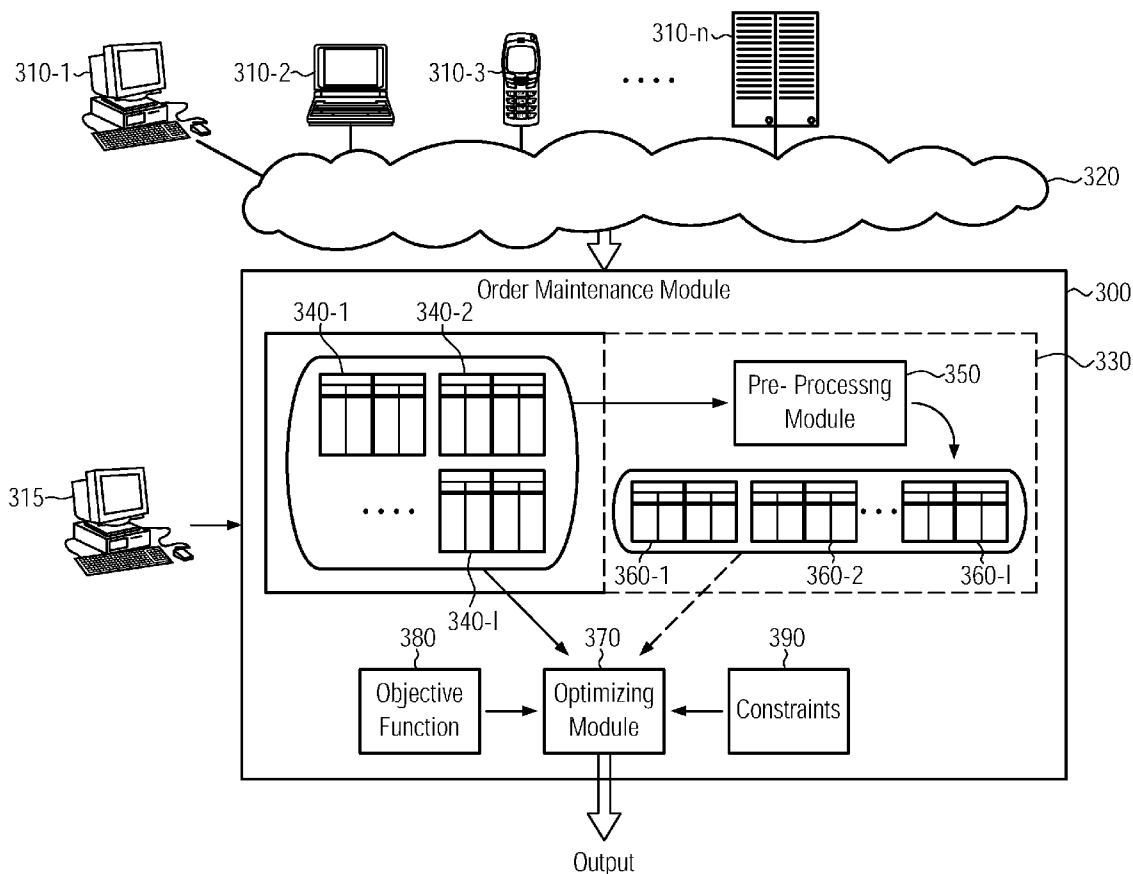 310-1
310-2
310-3
310-n
320
Order Maintenance Module
300
340-1
340-2
330
Pre- Processng
Module
350
315
340-I
360-1
360-2
360-I
380
370
390
Objective
Function
Optimizing
Module
Constraints
Output